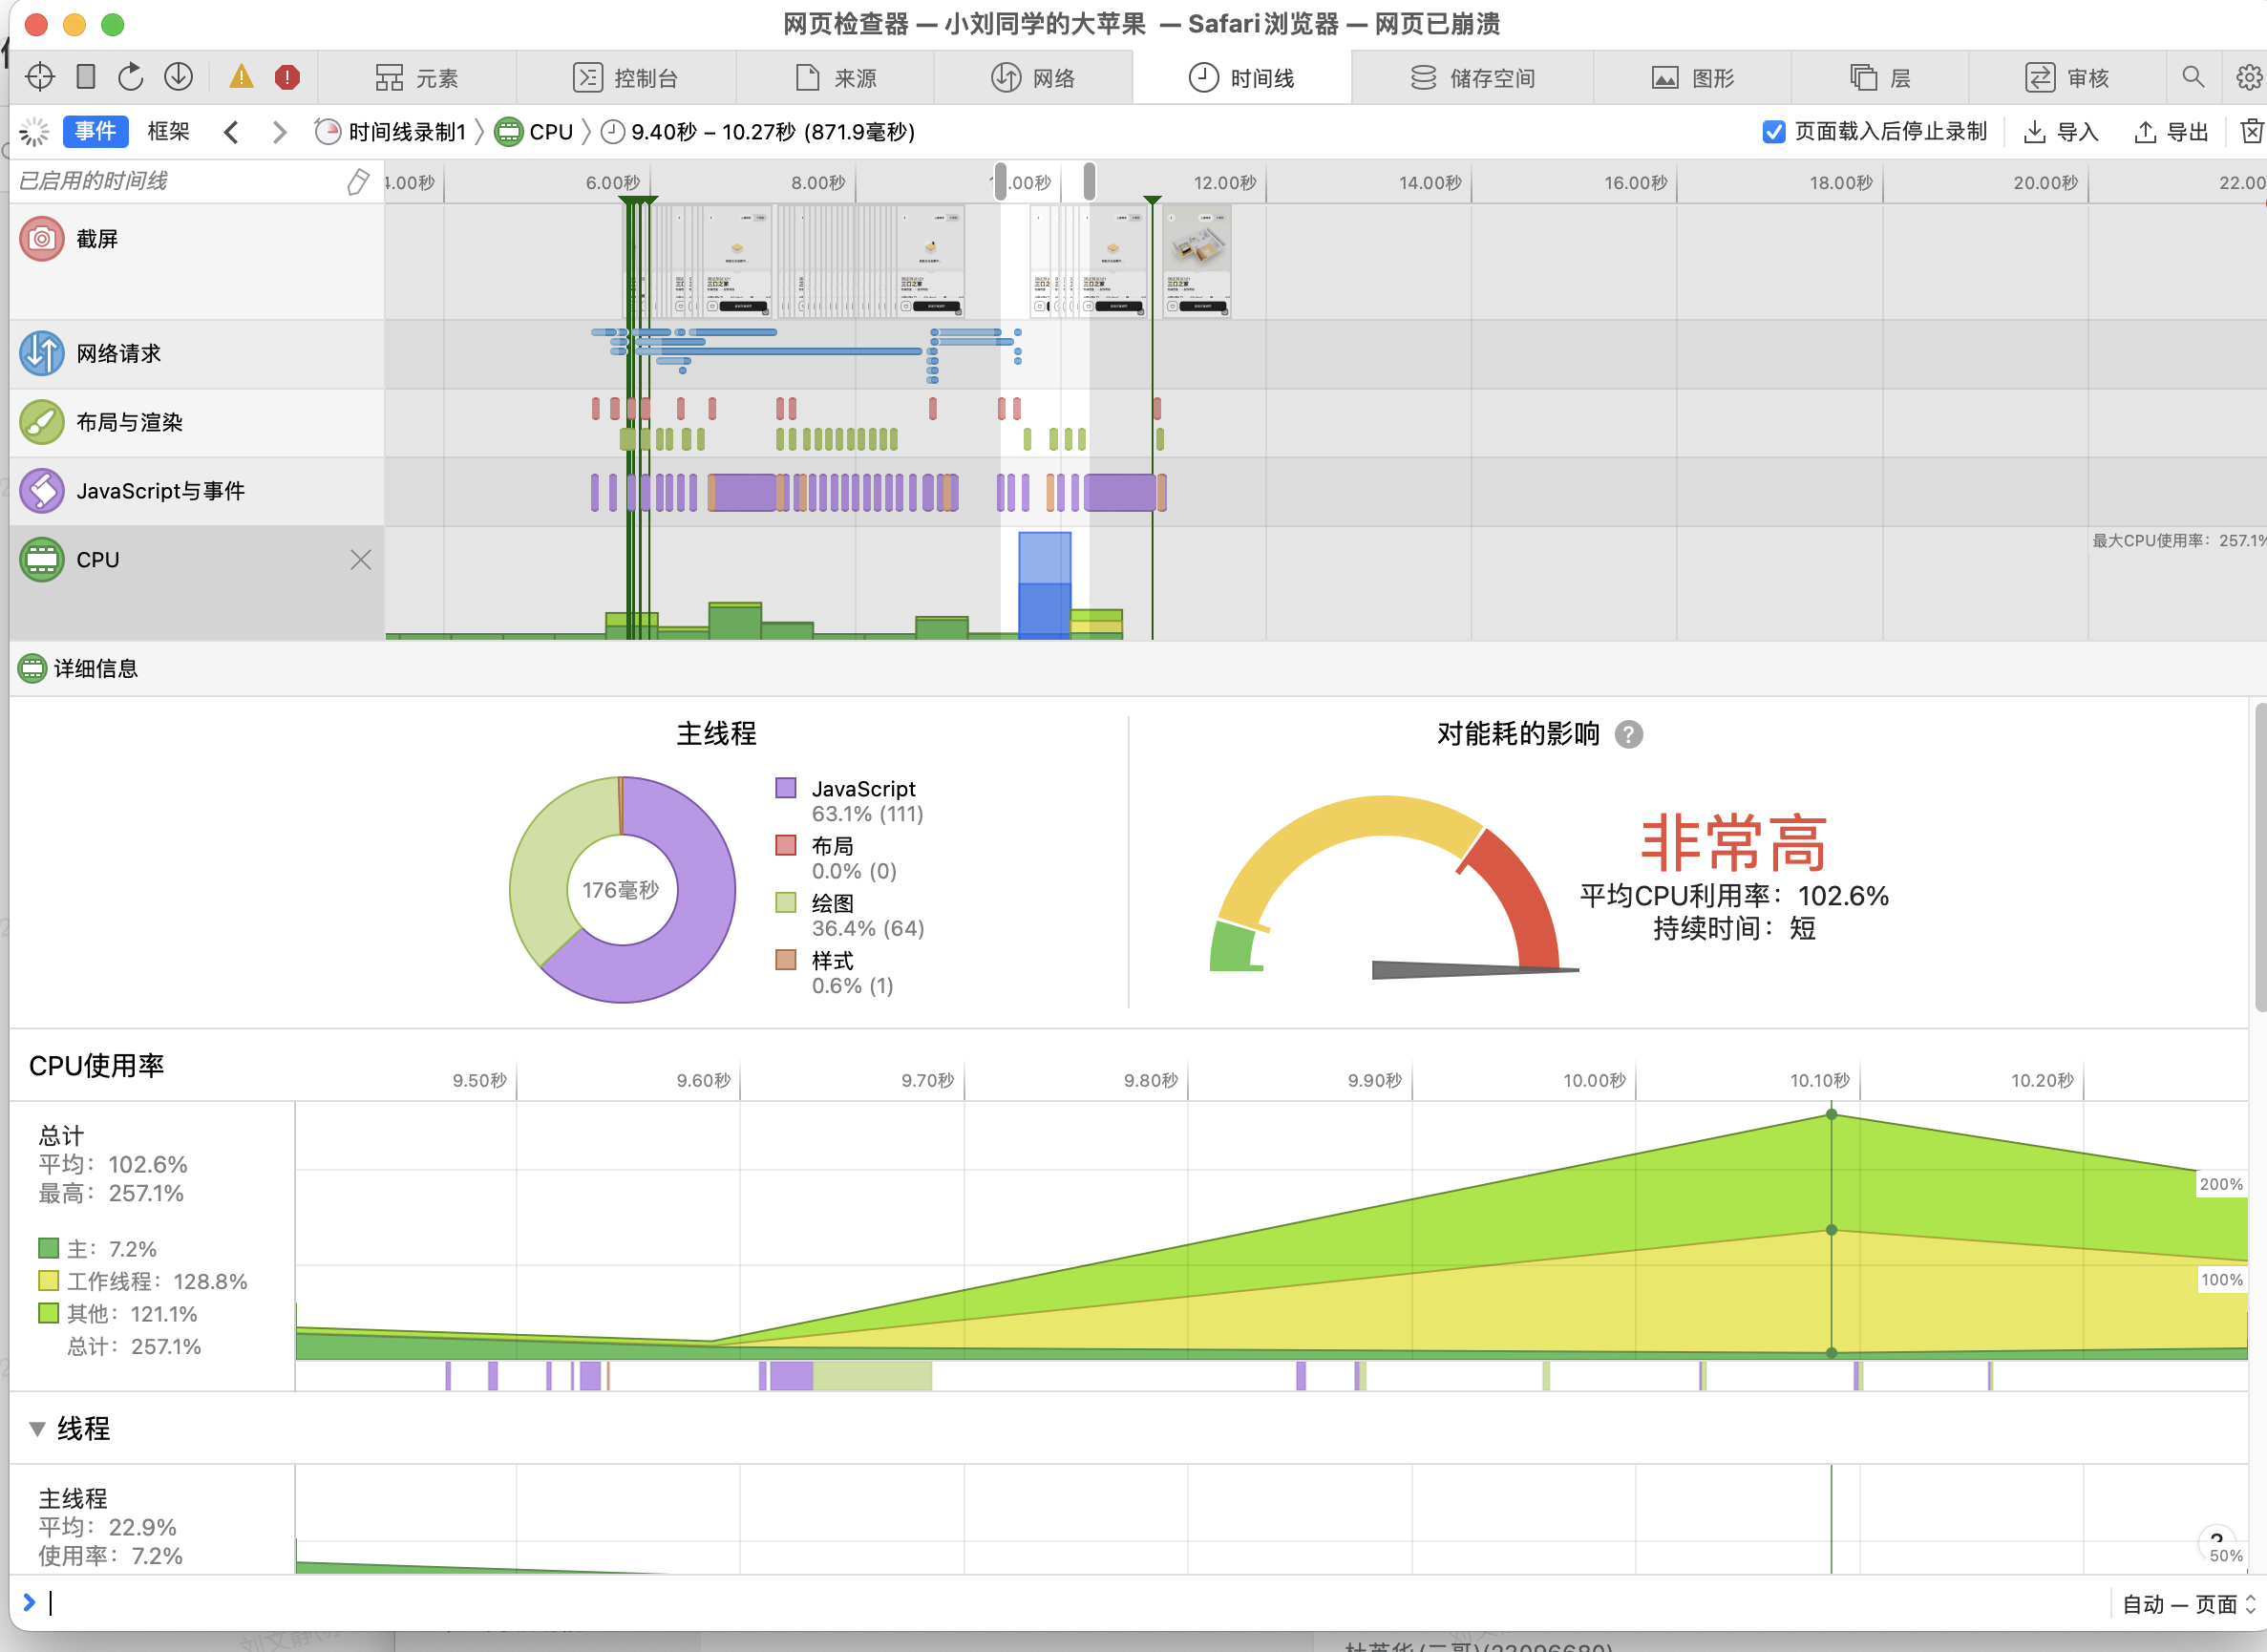 网页检查器 — 小刘同学的大苹果 — Safari浏览器 — 网页已崩溃
元素
控制台
来源
网络
时间线
储存空间
图形
层
审核
事件
框架
时间线录制1
CPU
9.40秒 – 10.27秒 (871.9毫秒)
页面载入后停止录制
导入
导出
已启用的时间线
4.00秒
6.00秒
8.00秒
.00秒
12.00秒
14.00秒
16.00秒
18.00秒
20.00秒
22.00
截屏
网络请求
布局与渲染
JavaScript与事件
CPU
最大CPU使用率：257.1%
详细信息
主线程
176毫秒
JavaScript
63.1% (111)
布局
0.0% (0)
绘图
36.4% (64)
样式
0.6% (1)
对能耗的影响
?
非常高
平均CPU利用率：102.6%
持续时间：短
CPU使用率
9.50秒
9.60秒
9.70秒
9.80秒
9.90秒
10.00秒
10.10秒
10.20秒
总计
平均：102.6%
最高：257.1%
主：7.2%
工作线程：128.8%
其他：121.1%
总计：257.1%
200%
100%
线程
主线程
平均：22.9%
使用率：7.2%
50%
自动 — 页面